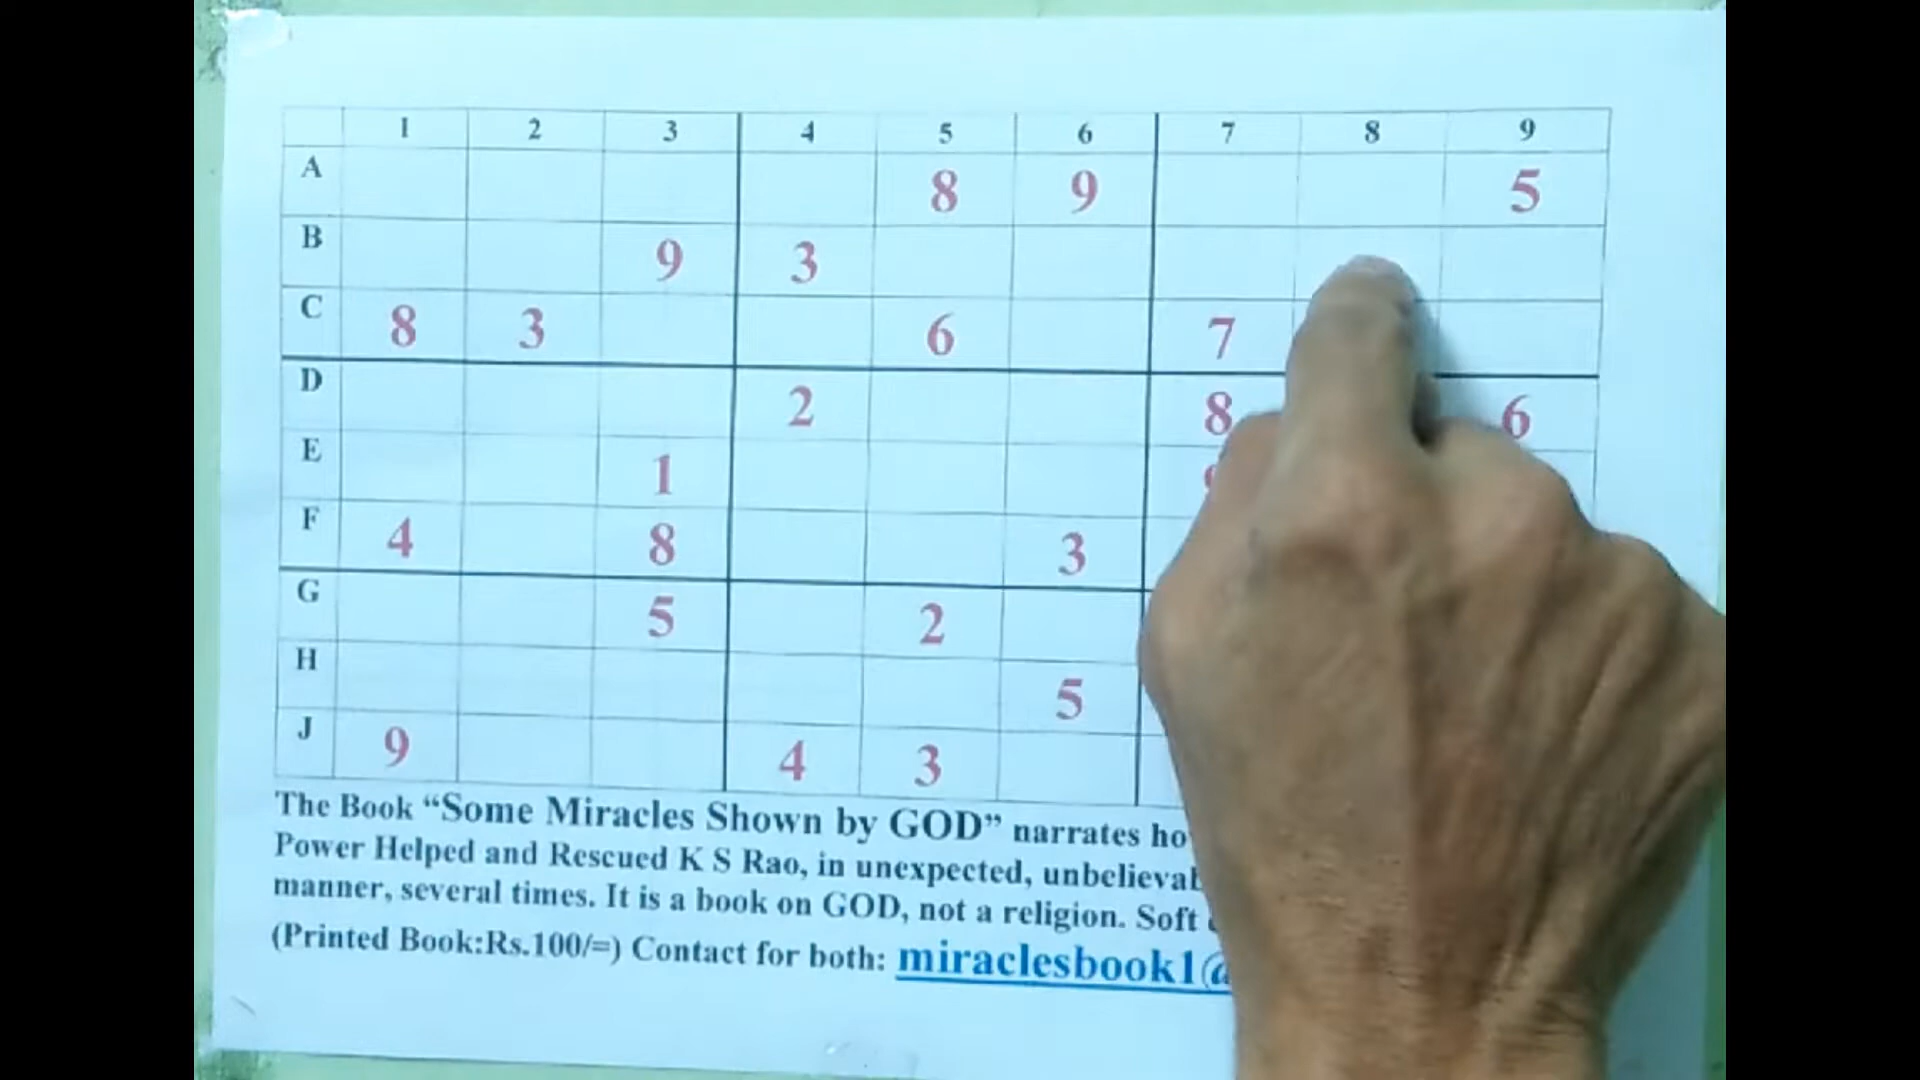 1 2 3 4 5 6 7 8 9
A 8 9 5
B 9 3
C 8 3 6 7
D 2 8 6
E 1
F 4 8 3
G 5 2
H 5
J 9 4 3
The Book “Some Miracles Shown by GOD” narrates
Power Helped and Rescued K S Rao, in unexpected,
manner, several times. It is a book on GOD, not a religion. Soft
(Printed Book:Rs.100/=) Contact for both: miraclesbook1@